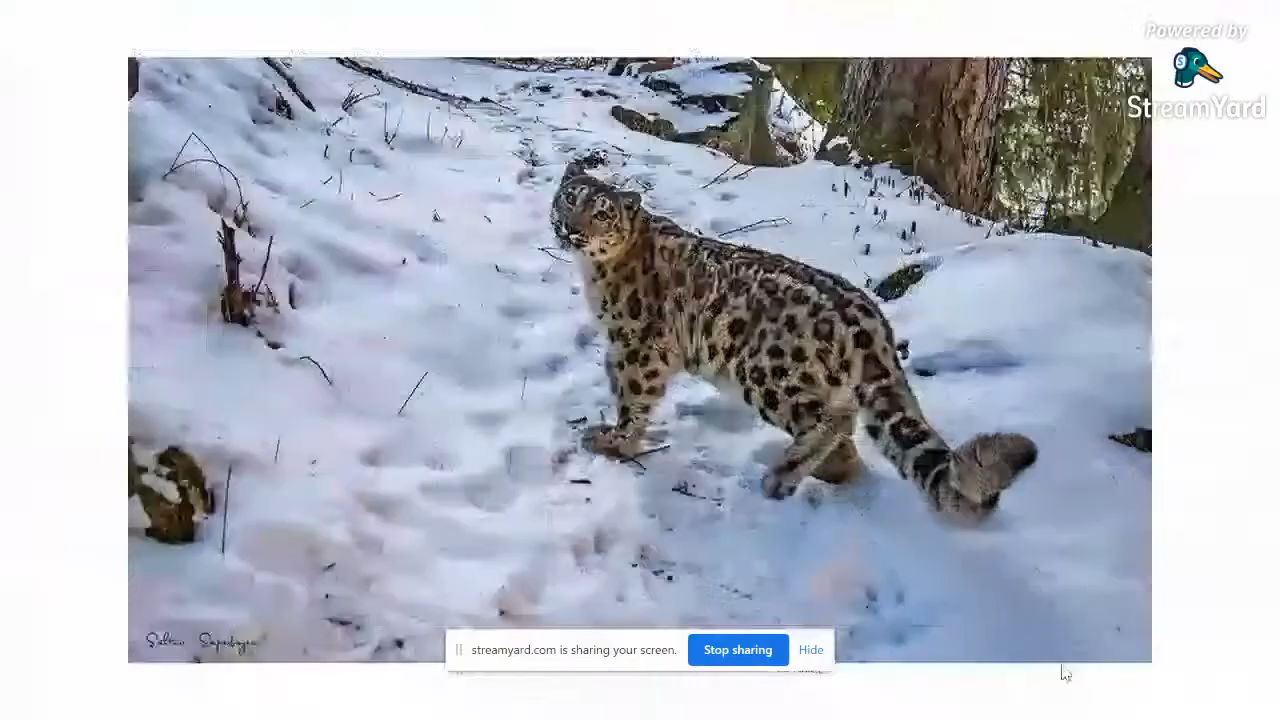 Powered by
StreamYard
streamyard.com is sharing your screen.
Stop sharing
Hide